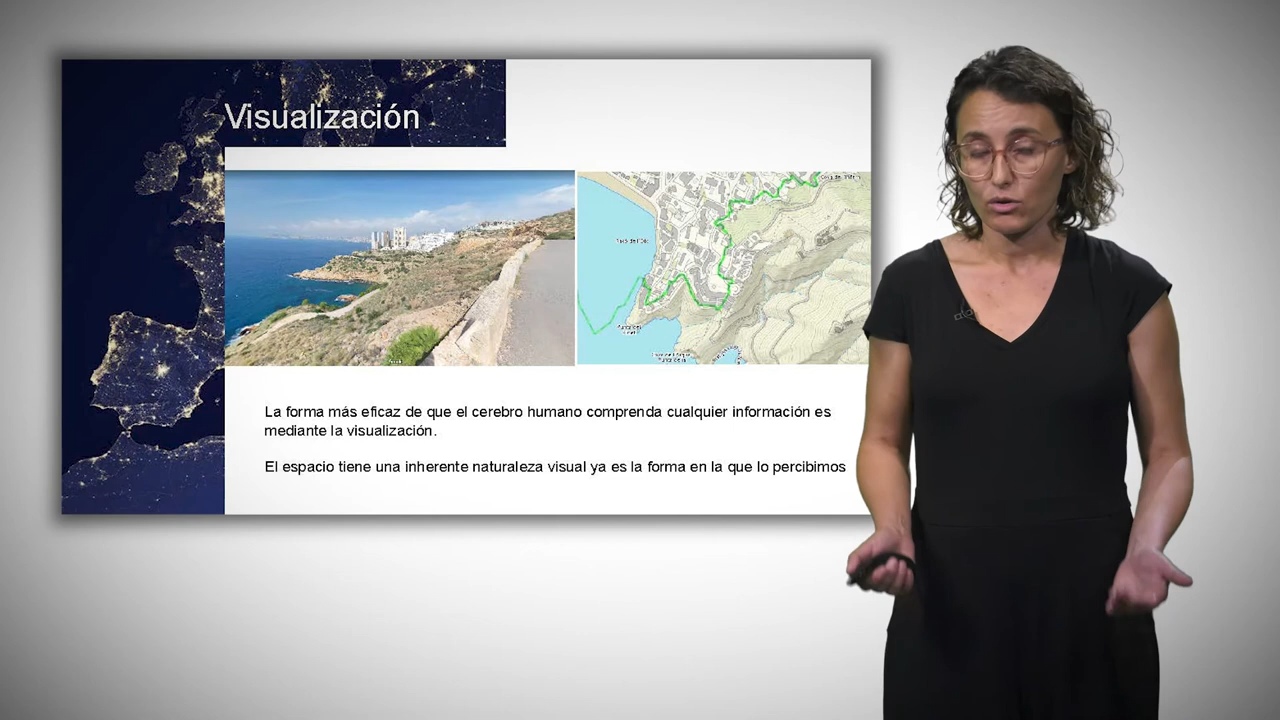 Visualización
La forma más eficaz de que el cerebro humano comprenda cualquier información es
mediante la visualización.
El espacio tiene una inherente naturaleza visual ya es la forma en la que lo percibimos